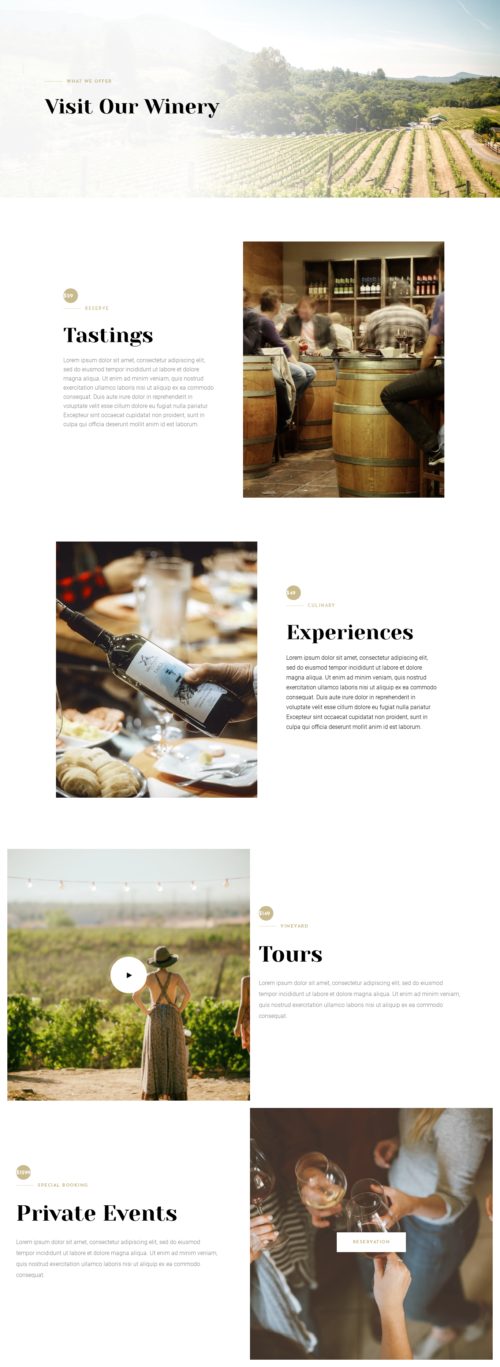 WHAT WE OFFER
Visit Our Winery
$59
RESERVE
Tastings
Lorem ipsum dolor sit amet, consectetur adipiscing elit,
sed do eiusmod tempor incididunt ut labore et dolore
magna aliqua. Ut enim ad minim veniam, quis nostrud
exercitation ullamco laboris nisi ut aliquip ex ea commodo
consequat. Duis aute irure dolor in reprehenderit in
voluptate velit esse cillum dolore eu fugiat nulla pariatur.
Excepteur sint occaecat cupidatat non proident, sunt in
culpa qui officia deserunt mollit anim id est laborum.
$49
CULINARY
Experiences
Lorem ipsum dolor sit amet, consectetur adipiscing elit,
sed do eiusmod tempor incididunt ut labore et dolore
magna aliqua. Ut enim ad minim veniam, quis nostrud
exercitation ullamco laboris nisi ut aliquip ex ea commodo
consequat. Duis aute irure dolor in reprehenderit in
voluptate velit esse cillum dolore eu fugiat nulla pariatur.
Excepteur sint occaecat cupidatat non proident, sunt in
culpa qui officia deserunt mollit anim id est laborum.
$149
VINEYARD
Tours
Lorem ipsum dolor sit amet, consectetur adipiscing elit, sed do eiusmod
tempor incididunt ut labore et dolore magna aliqua. Ut enim ad minim veniam,
quis nostrud exercitation ullamco laboris nisi ut aliquip ex ea commodo
consequat.
SPECIAL BOOKING
Private Events
Lorem ipsum dolor sit amet, consectetur adipiscing elit, sed do eiusmod
tempor incididunt ut labore et dolore magna aliqua. Ut enim ad minim veniam,
quis nostrud exercitation ullamco laboris nisi ut aliquip ex ea commodo
consequat.
RESERVATION